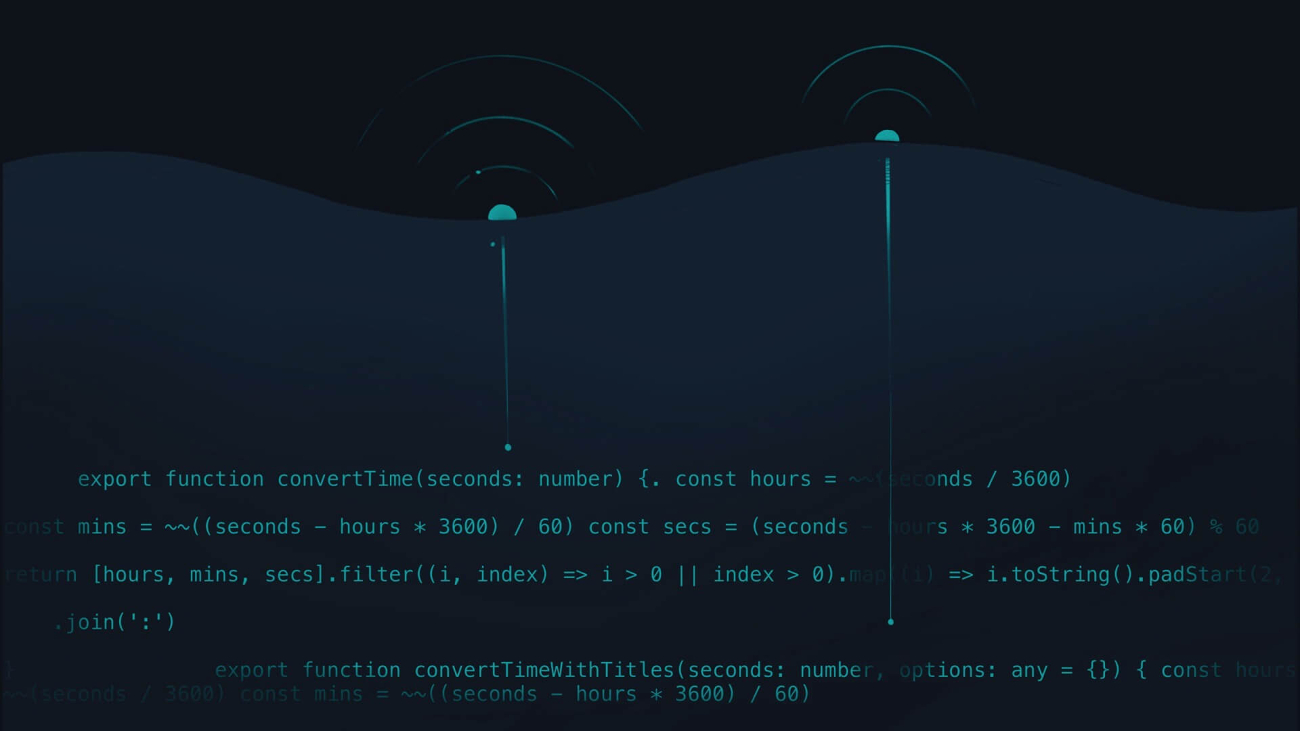 export function convertTime(seconds: number) {. const hours = ~~(seconds / 3600)
const mins = ~~((seconds - hours * 3600) / 60) const secs = (seconds - hours * 3600 - mins * 60) % 60
return [hours, mins, secs].filter((i, index) => i > 0 || index > 0).map((i) => i.toString().padStart(2,
.join(':')
} export function convertTimeWithTitles(seconds: number, options: any = {}) { const hours
~~(seconds / 3600) const mins = ~~((seconds - hours * 3600) / 60)